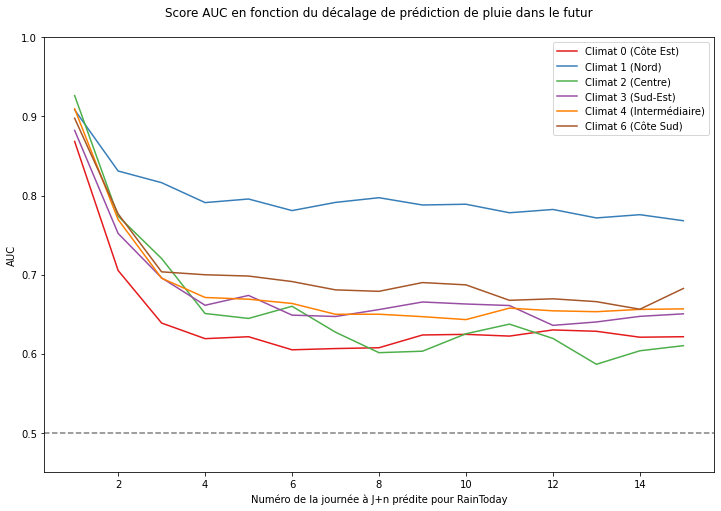 Score AUC en fonction du décalage de prédiction de pluie dans le futur
Climat 0 (Côte Est)
Climat 1 (Nord)
Climat 2 (Centre)
Climat 3 (Sud-Est)
Climat 4 (Intermédiaire)
Climat 6 (Côte Sud)
AUC
1.0
0.9
0.8
0.7
0.6
0.5
2 4 6 8 10 12 14
Numéro de la journée à J+n prédite pour RainToday